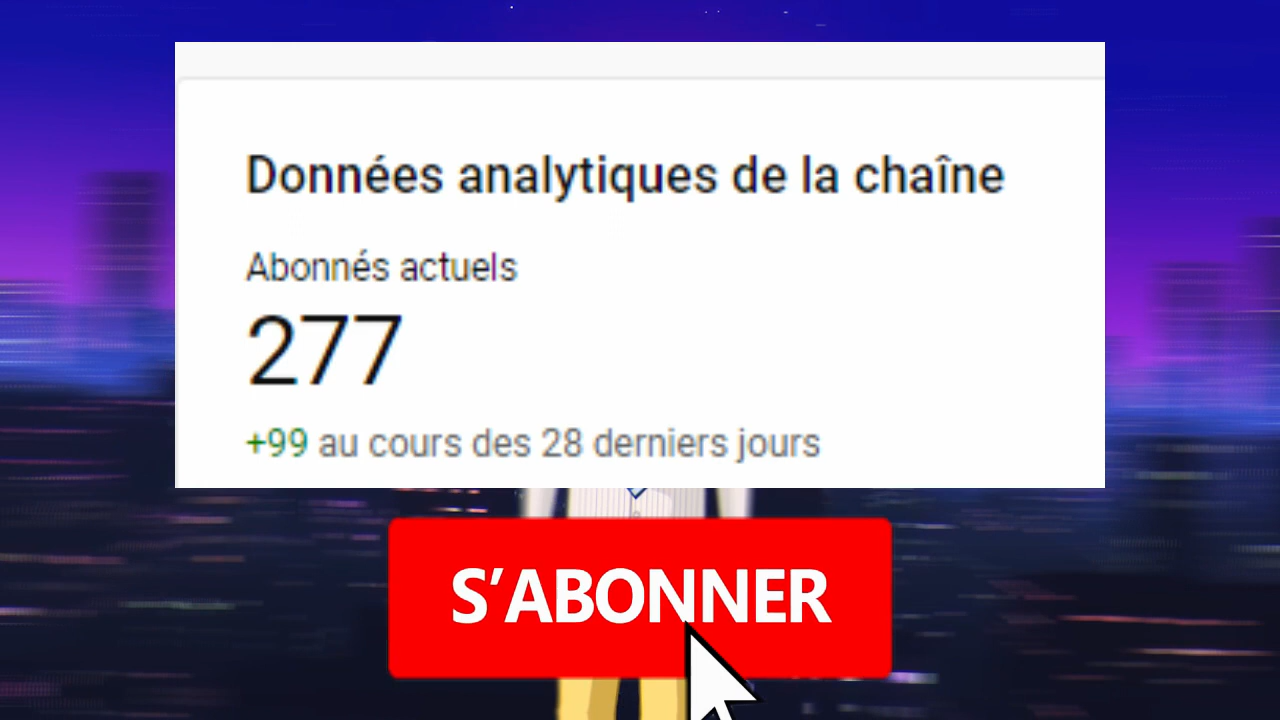 Données analytiques de la chaîne
Abonnés actuels
277
+99 au cours des 28 derniers jours
S’ABONNER